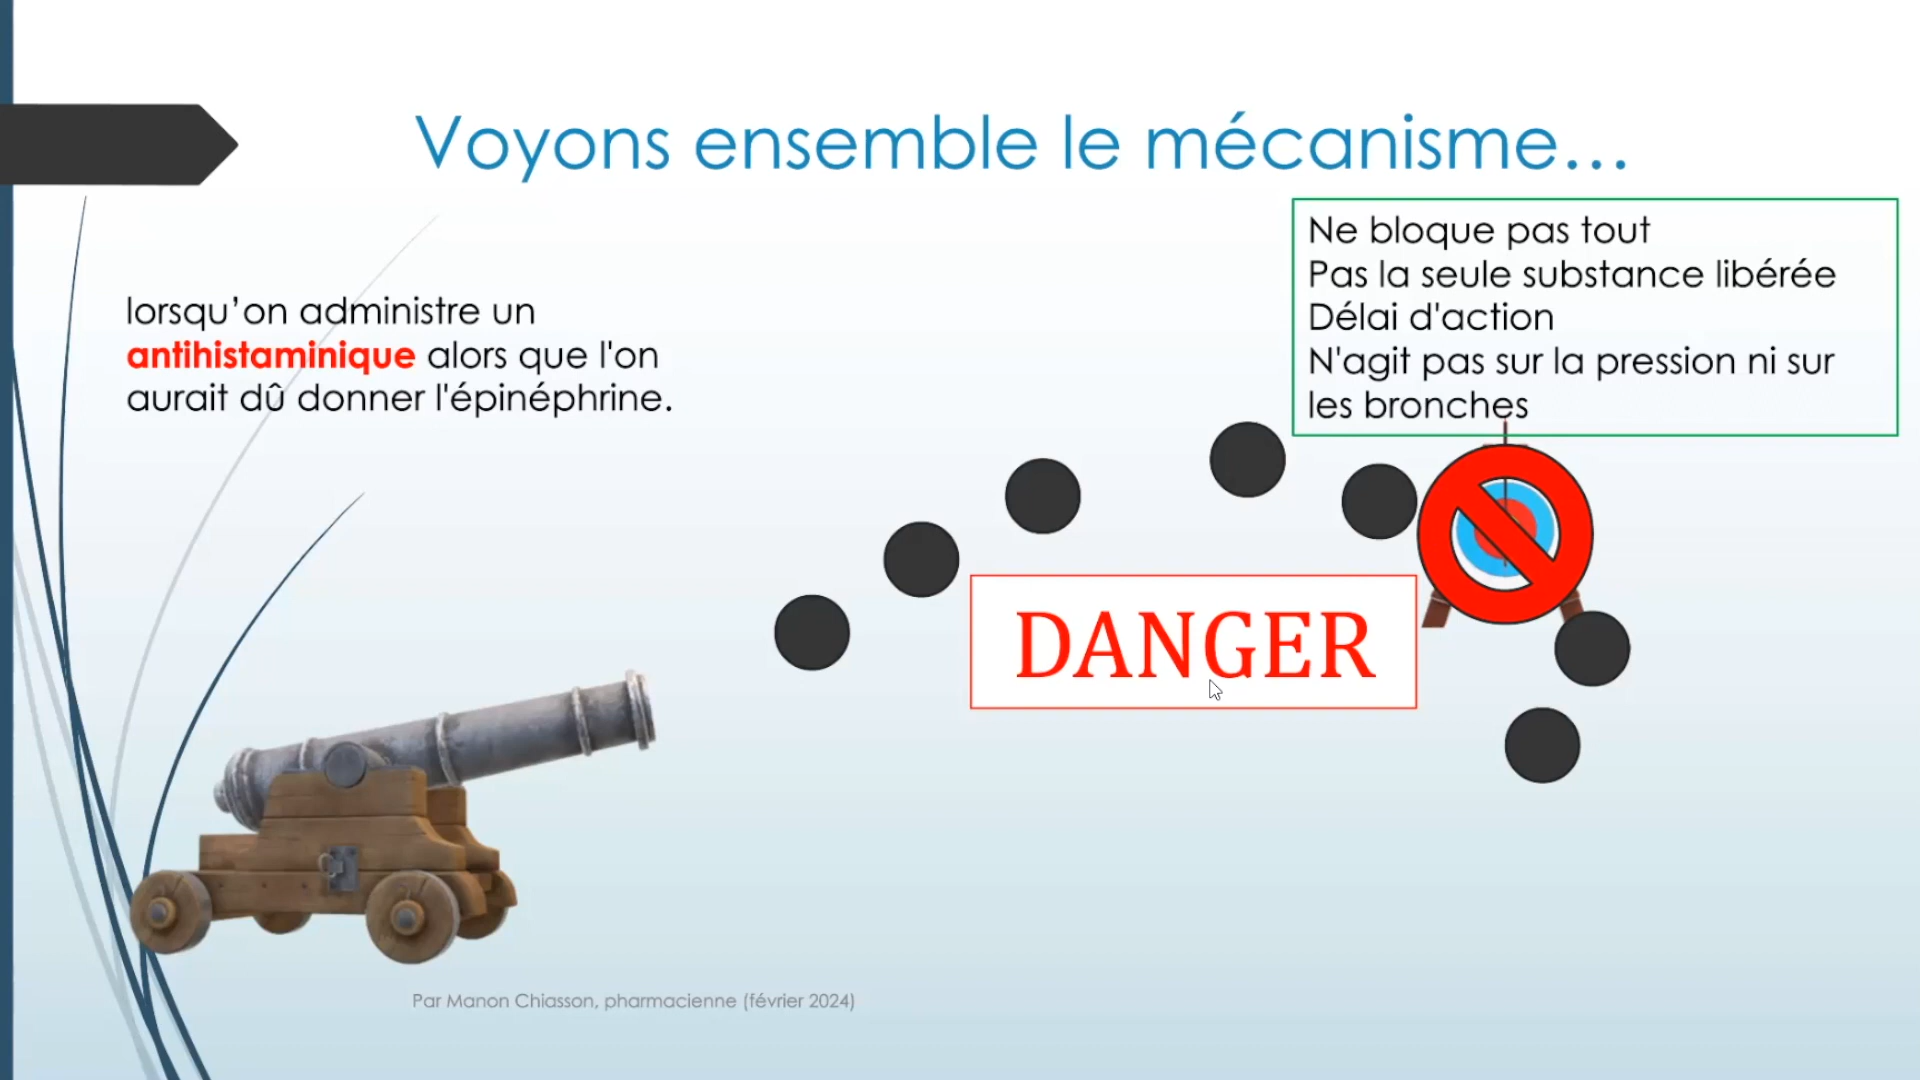 Voyons ensemble le mécanisme…
lorsqu’on administre un
antihistaminique alors que l'on
aurait dû donner l'épinéphrine.
Ne bloque pas tout
Pas la seule substance libérée
Délai d'action
N'agit pas sur la pression ni sur
les bronches
DANGER
Par Manon Chiasson, pharmacienne (février 2024)